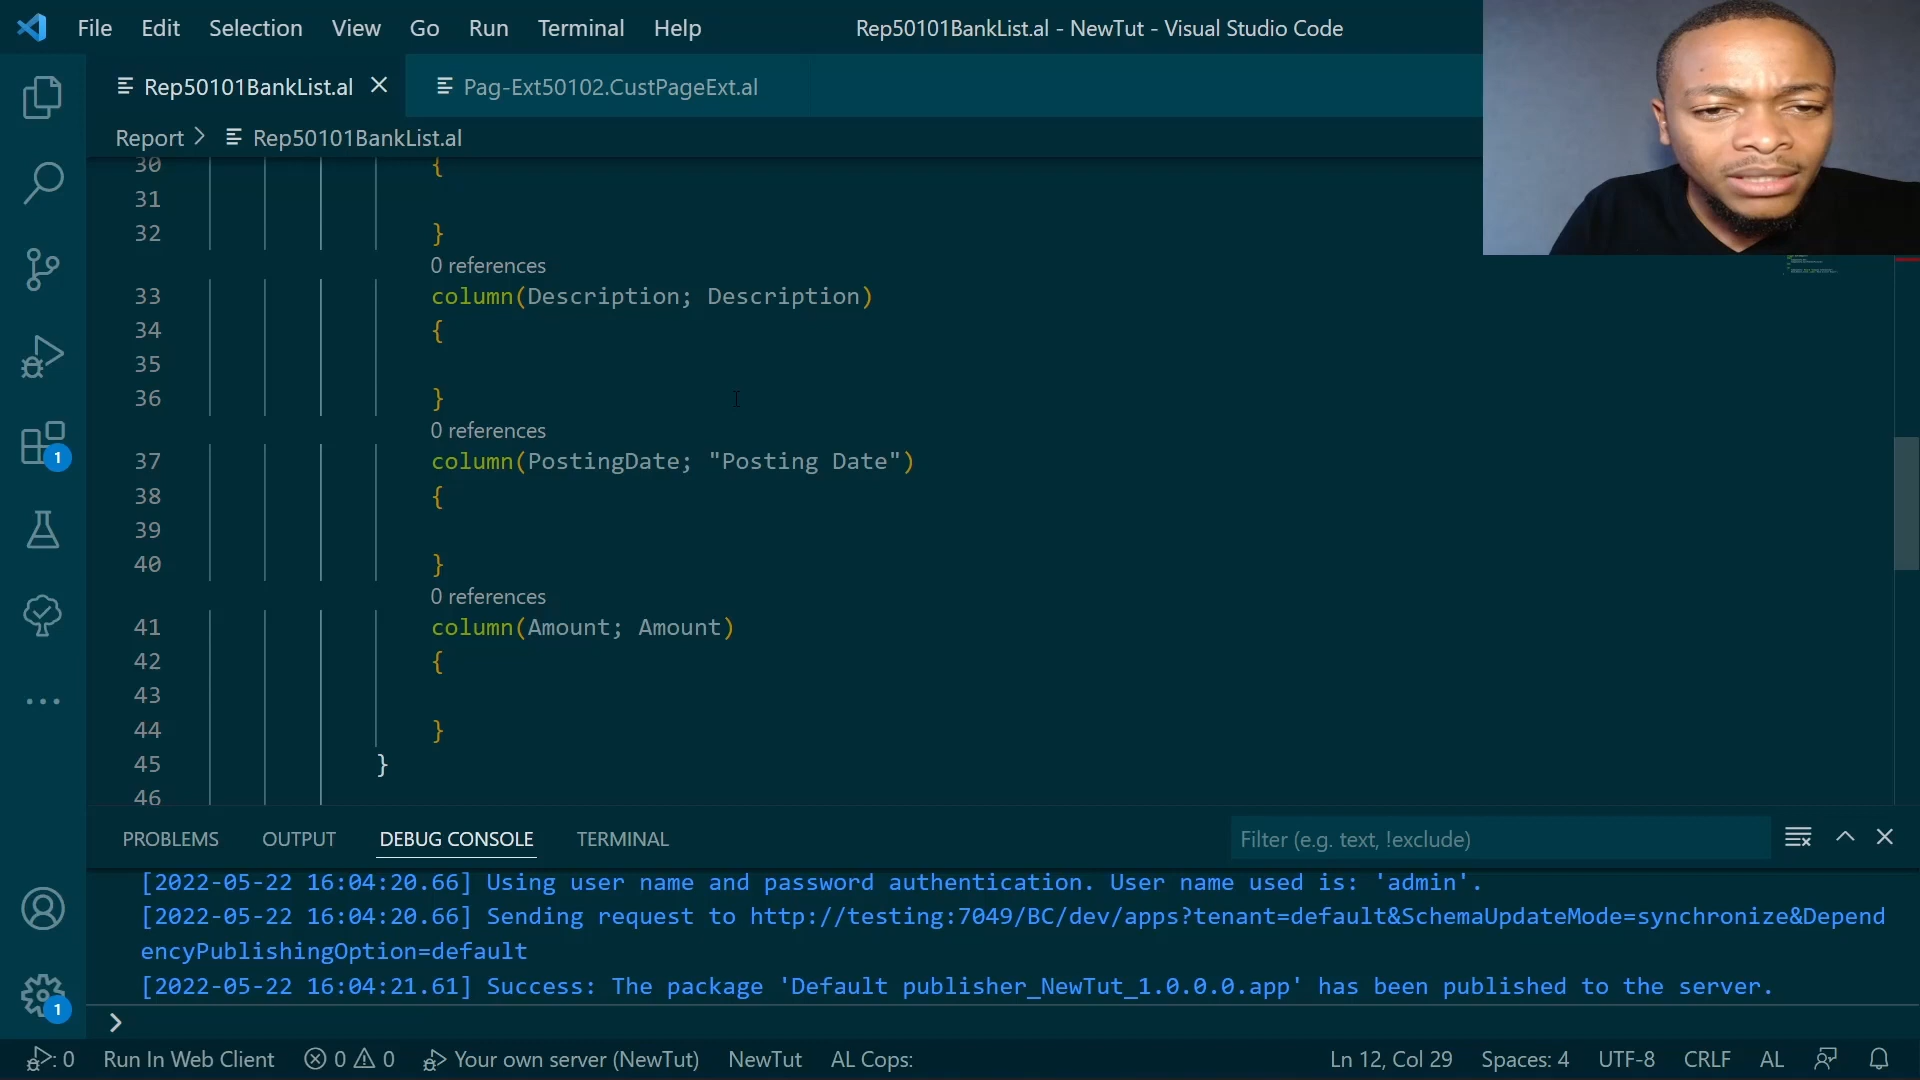 File Edit Selection View Go Run Terminal Help Rep50101BankList.al - NewTut - Visual Studio Code
Rep50101BankList.al Pag-Ext50102.CustPageExt.al
Report > Rep50101BankList.al
30 {
31
32 }
0 references
33 column(Description; Description)
34 {
35
36 }
0 references
37 column(PostingDate; "Posting Date")
38 {
39
40 }
0 references
41 column(Amount; Amount)
42 {
43
44 }
45 }
46
1
PROBLEMS OUTPUT DEBUG CONSOLE TERMINAL Filter (e.g. text, !exclude)
[2022-05-22 16:04:20.66] Using user name and password authentication. User name used is: 'admin'.
[2022-05-22 16:04:20.66] Sending request to http://testing:7049/BC/dev/apps?tenant=default&SchemaUpdateMode=synchronize&Depend
encyPublishingOption=default
[2022-05-22 16:04:21.61] Success: The package 'Default publisher_NewTut_1.0.0.0.app' has been published to the server.
1
>
: 0 Run In Web Client 0 0 Your own server (NewTut) NewTut AL Cops: Ln 12, Col 29 Spaces: 4 UTF-8 CRLF AL